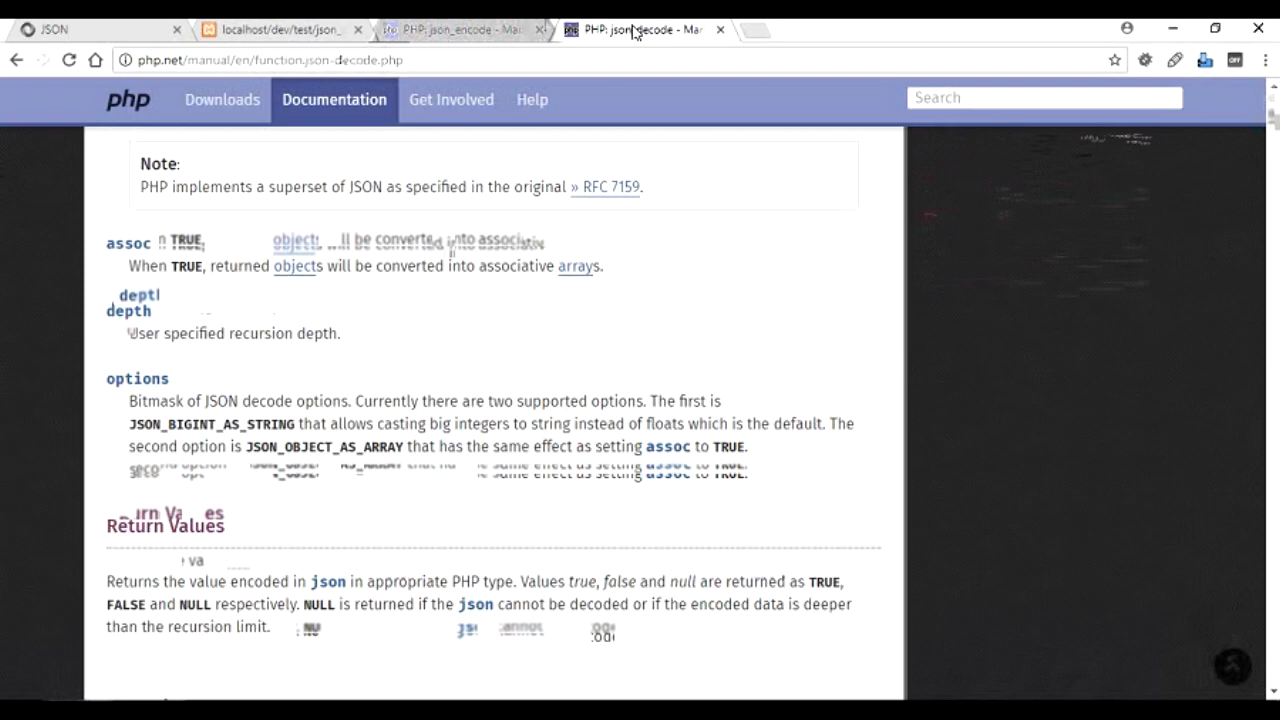 JSON
localhost/dev/test/json_
PHP: json_encode - Ma
PHP: json_decode - Ma
php.net/manual/en/function.json-decode.php
OFF
php Downloads Documentation Get Involved Help Search
Note:
PHP implements a superset of JSON as specified in the original » RFC 7159.
assoc
When TRUE, returned objects will be converted into associative arrays.
depth
User specified recursion depth.
options
Bitmask of JSON decode options. Currently there are two supported options. The first is
JSON_BIGINT_AS_STRING that allows casting big integers to string instead of floats which is the default. The
second option is JSON_OBJECT_AS_ARRAY that has the same effect as setting assoc to TRUE.
Return Values
Returns the value encoded in json in appropriate PHP type. Values true, false and null are returned as TRUE,
FALSE and NULL respectively. NULL is returned if the json cannot be decoded or if the encoded data is deeper
than the recursion limit.